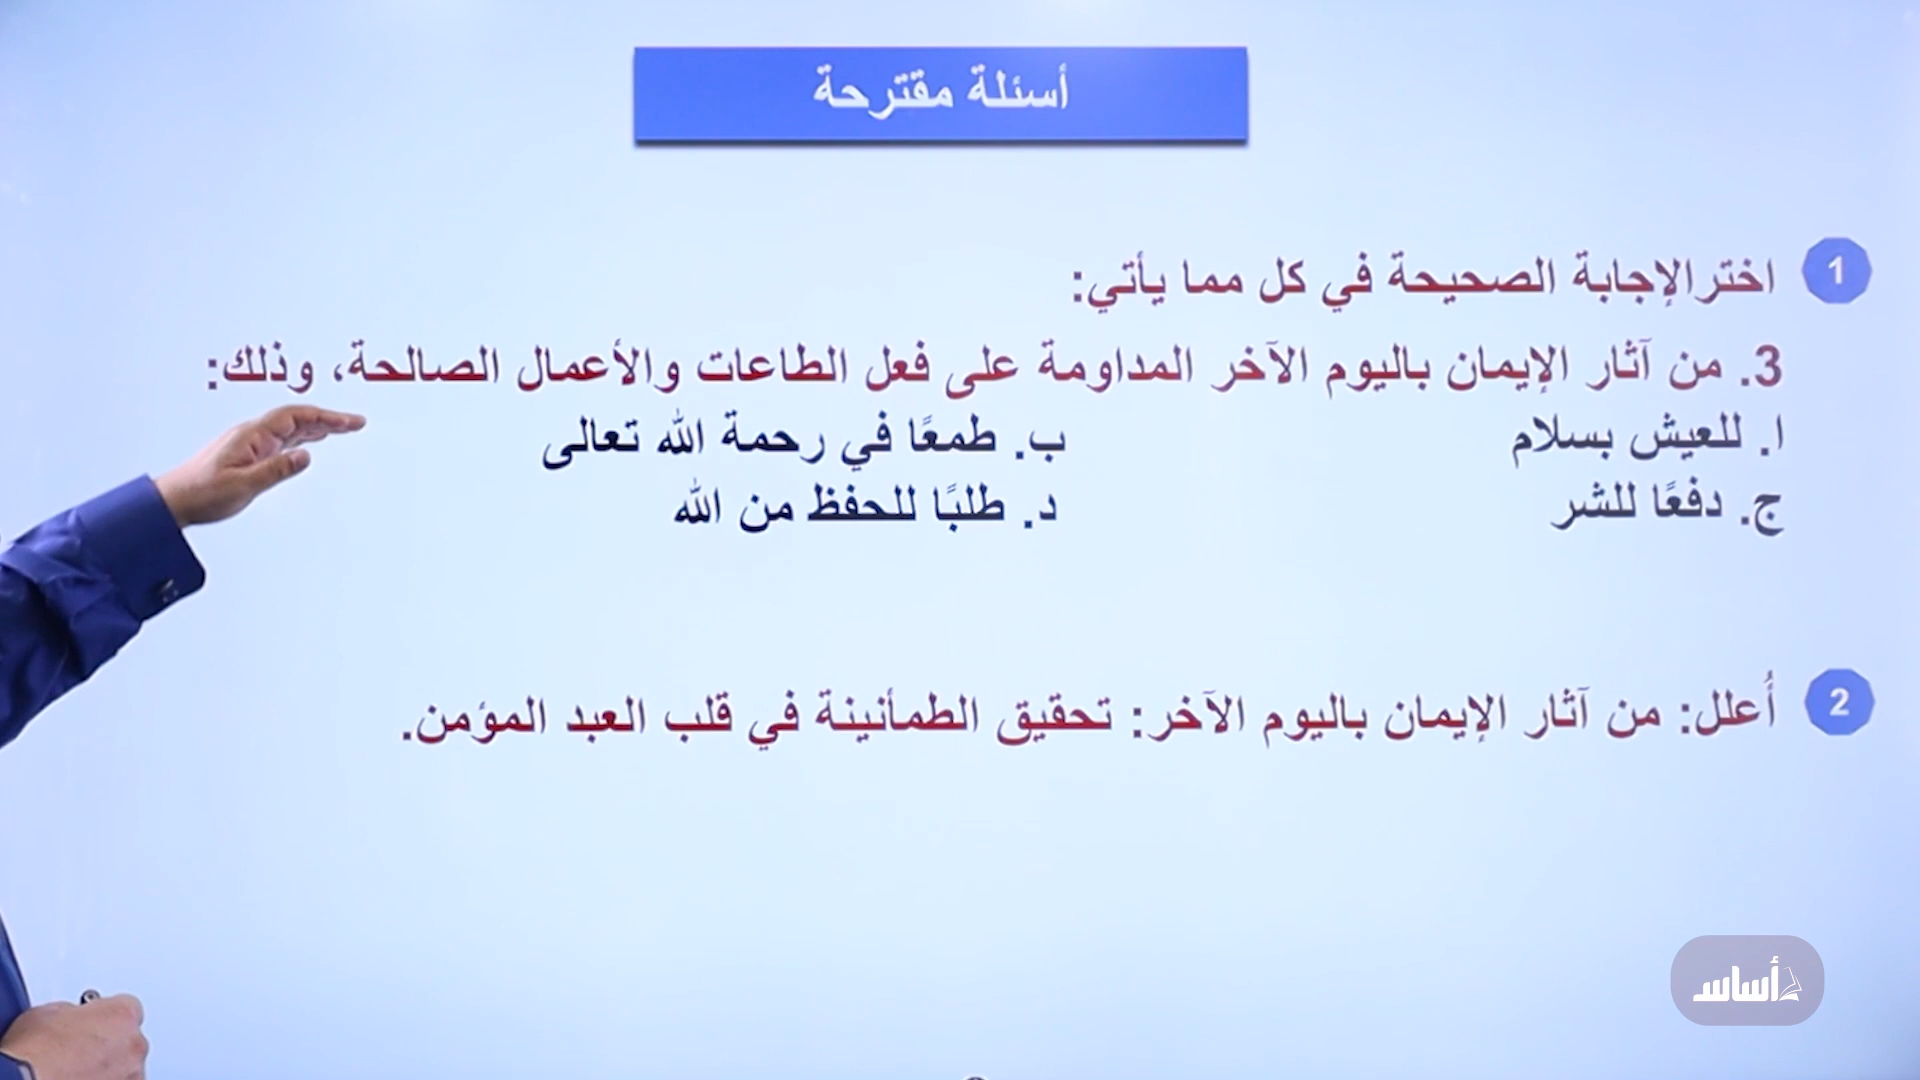 أسئلة مقترحة
1 اخترالإجابة الصحيحة في كل مما يأتي:
3. من آثار الإيمان باليوم الآخر المداومة على فعل الطاعات والأعمال الصالحة، وذلك:
ا. للعيش بسلام ب. طمعًا في رحمة الله تعالى
ج. دفعًا للشر د. طلبًا للحفظ من الله
2 أُعلل: من آثار الإيمان باليوم الآخر: تحقيق الطمأنينة في قلب العبد المؤمن.
أساس